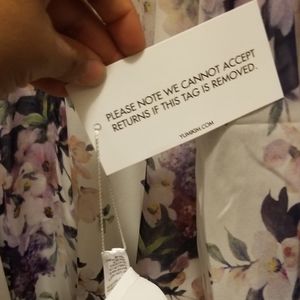 PLEASE NOTE WE CANNOT ACCEPT
RETURNS IF THIS TAG IS REMOVED.
YUMIKIM.COM